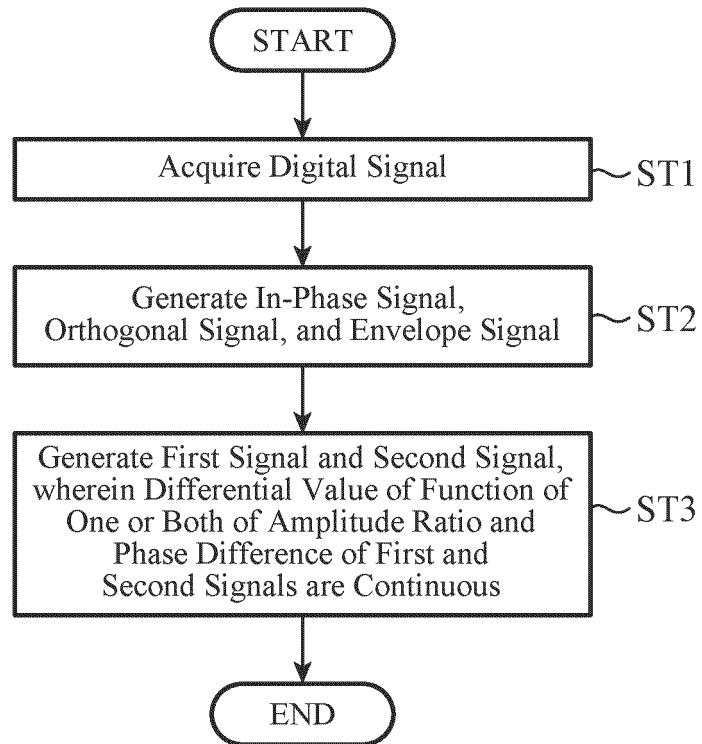 START
Acquire Digital Signal
ST1
Generate In-Phase Signal,
Orthogonal Signal, and Envelope Signal
ST2
Generate First Signal and Second Signal,
wherein Differential Value of Function of
One or Both of Amplitude Ratio and
Phase Difference of First and
Second Signals are Continuous
ST3
END